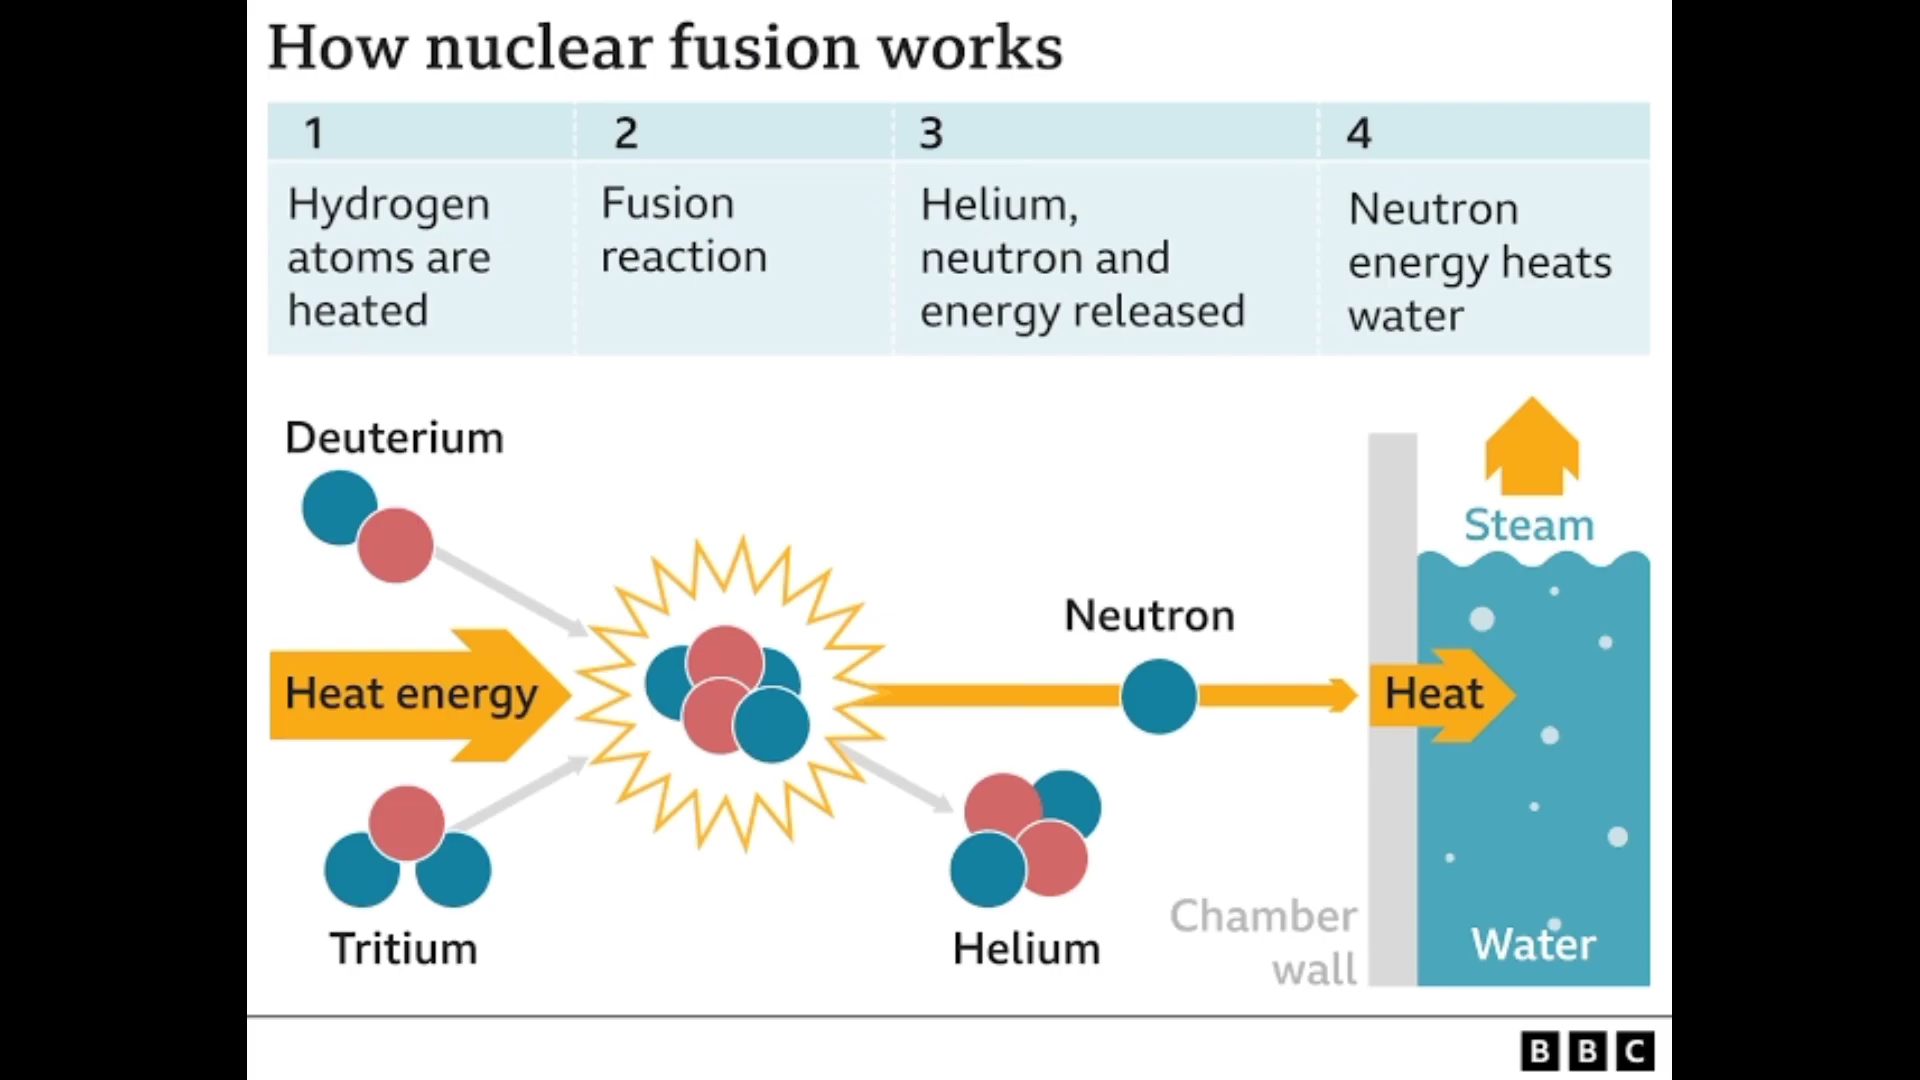 How nuclear fusion works
1
2
3
4
Hydrogen
atoms are
heated
Fusion
reaction
Helium,
neutron and
energy released
Neutron
energy heats
water
Deuterium
Steam
Neutron
Heat energy
Heat
Tritium
Helium
Chamber
wall
Water
BBC